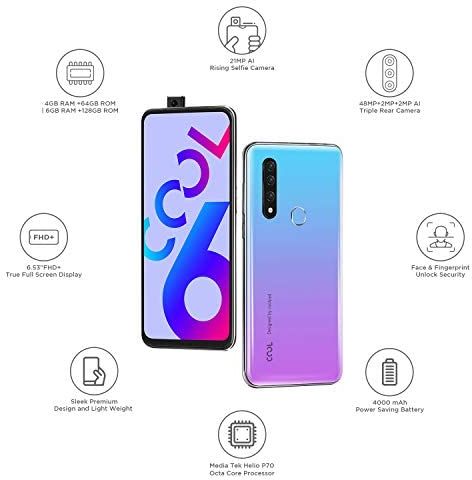 21MP AI
Rising Selfie Camera
4GB RAM +64GB ROM
| 6GB RAM +128GB ROM
48MP+2MP+2MP AI
Triple Rear Camera
COOL
6
FHD+
6.53"FHD+
True Full Screen Display
Face & Fingerprint
Unlock Security
COOL
Designed by coolpad
Sleek Premium
Design and Light Weight
4000 mAh
Power Saving Battery
Media Tek Helio P70
Octa Core Processor